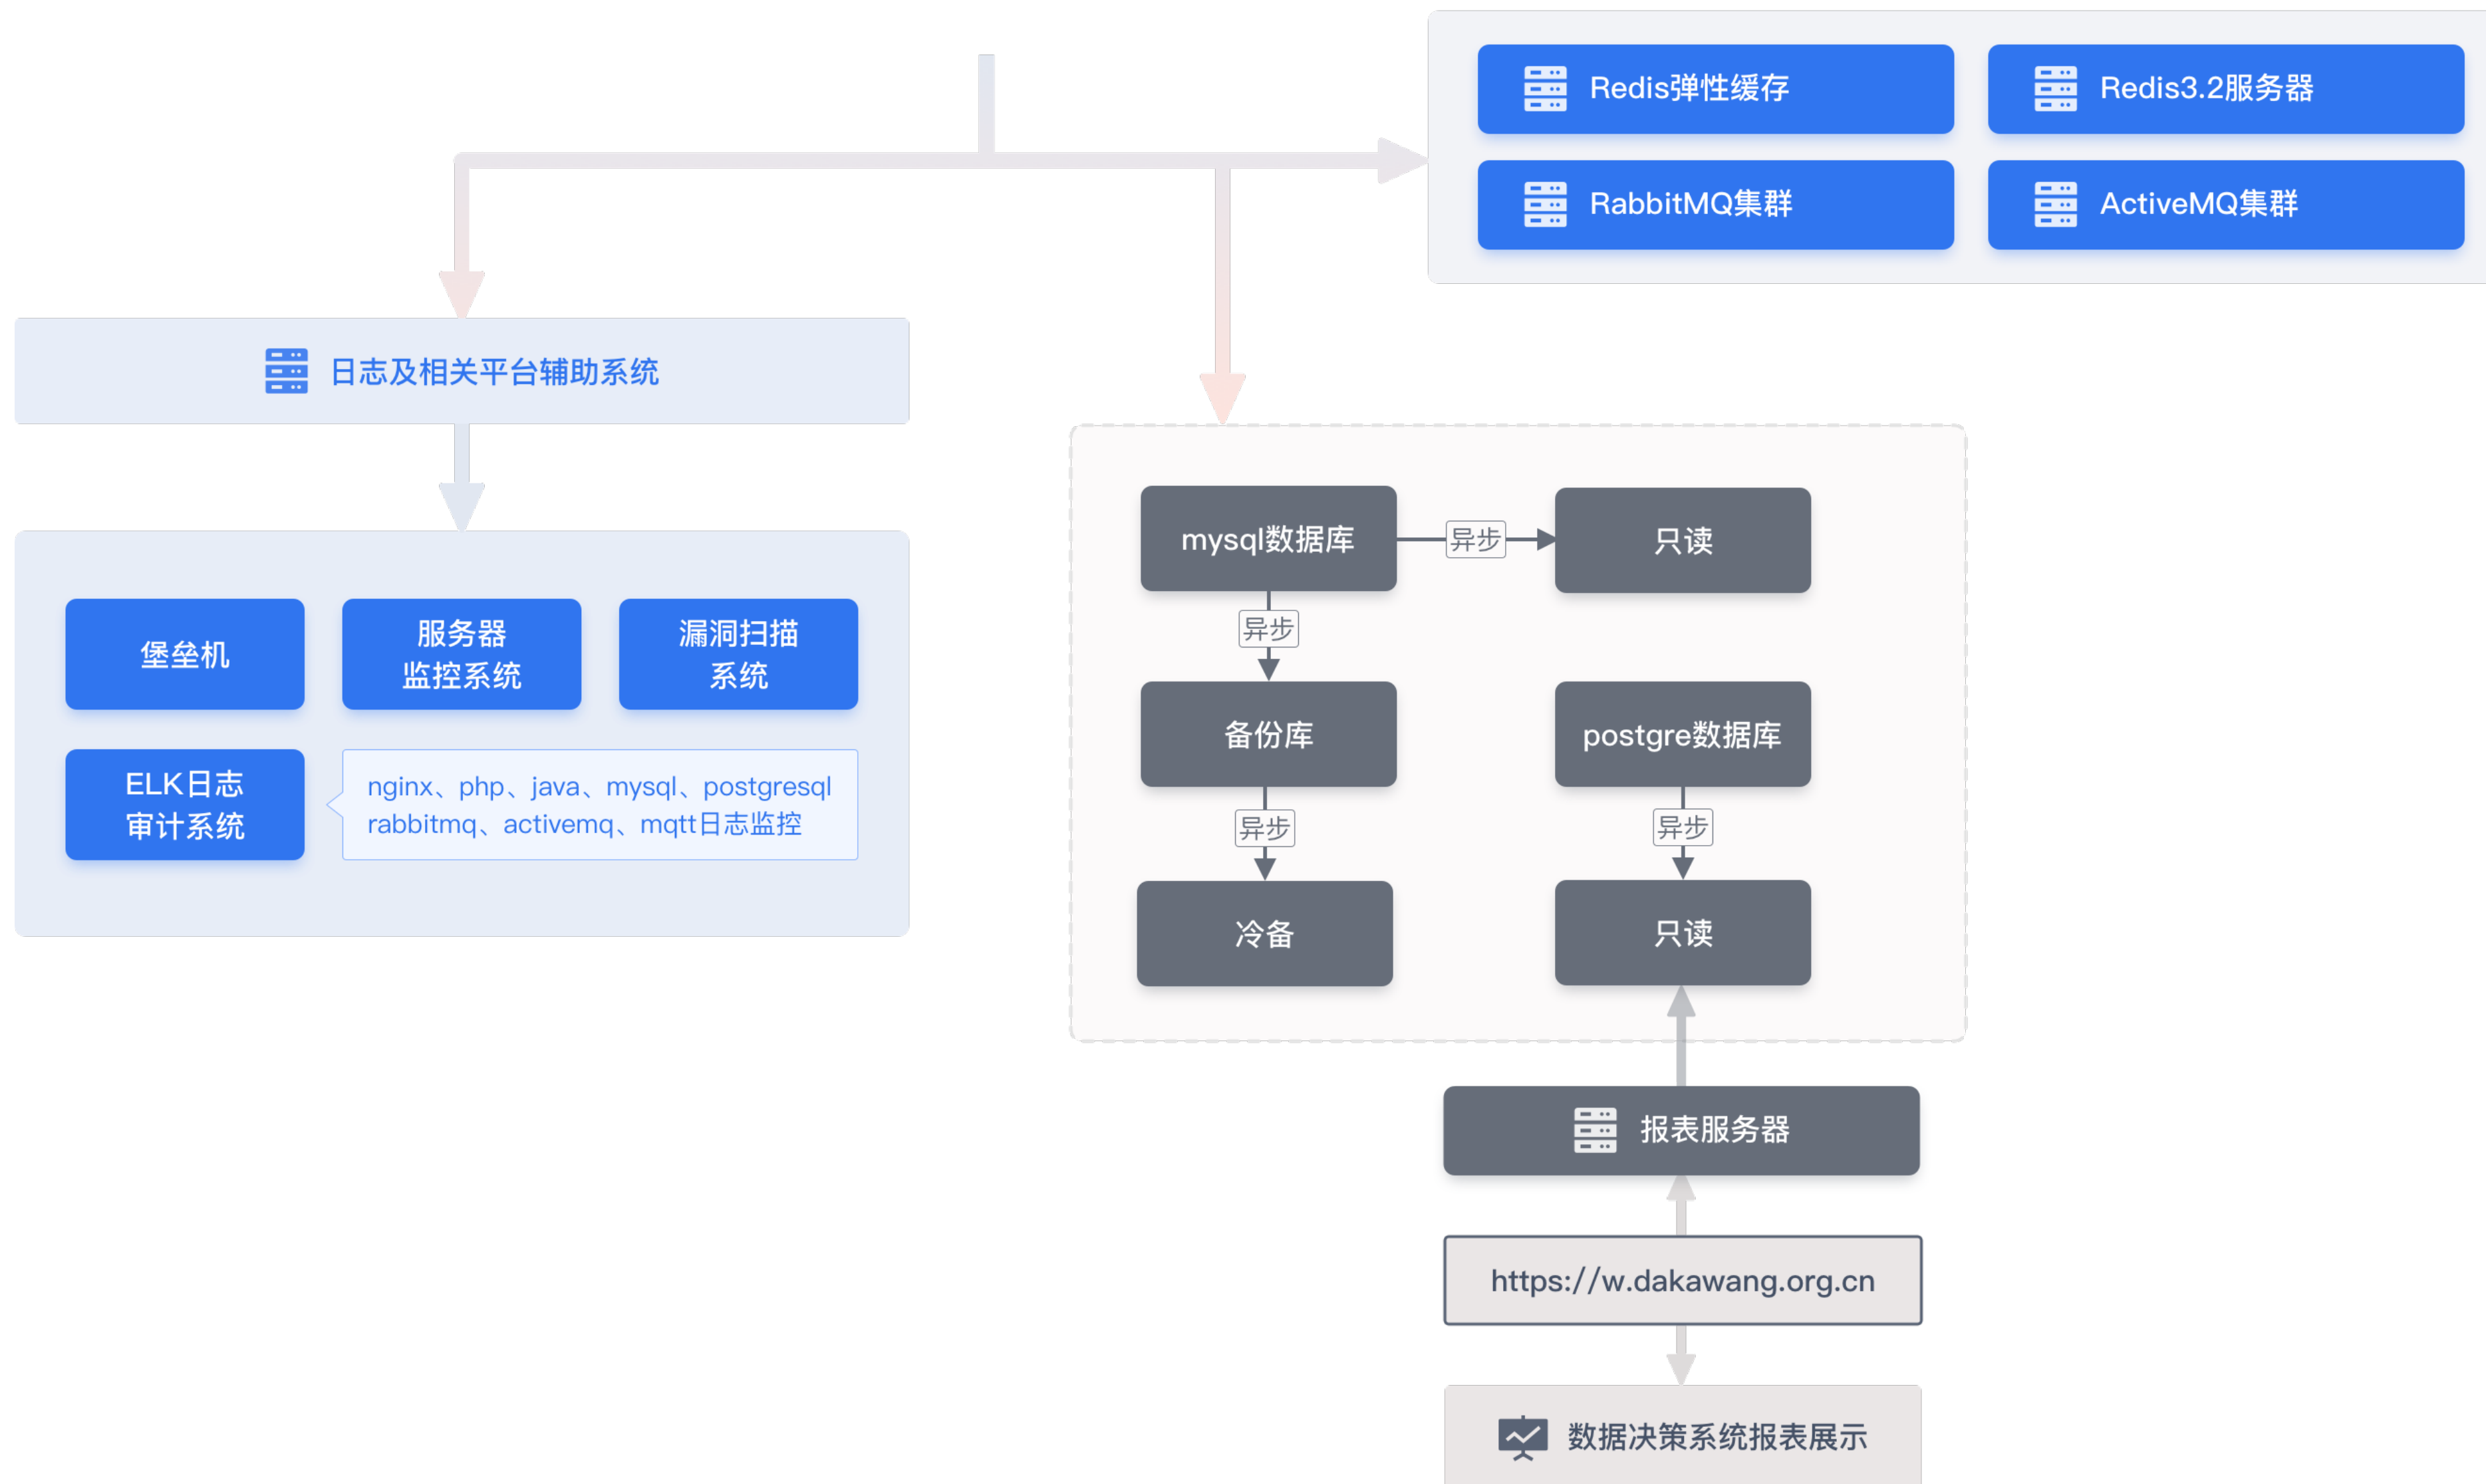 Redis弹性缓存
Redis3.2服务器
RabbitMQ集群
ActiveMQ集群
日志及相关平台辅助系统
堡垒机
服务器
监控系统
漏洞扫描
系统
ELK日志
审计系统
nginx、php、java、mysql、postgresql
rabbitmq、activemq、mqtt日志监控
mysql数据库
异步
只读
异步
备份库
postgre数据库
异步
异步
冷备
只读
报表服务器
https://w.dakawang.org.cn
数据决策系统报表展示